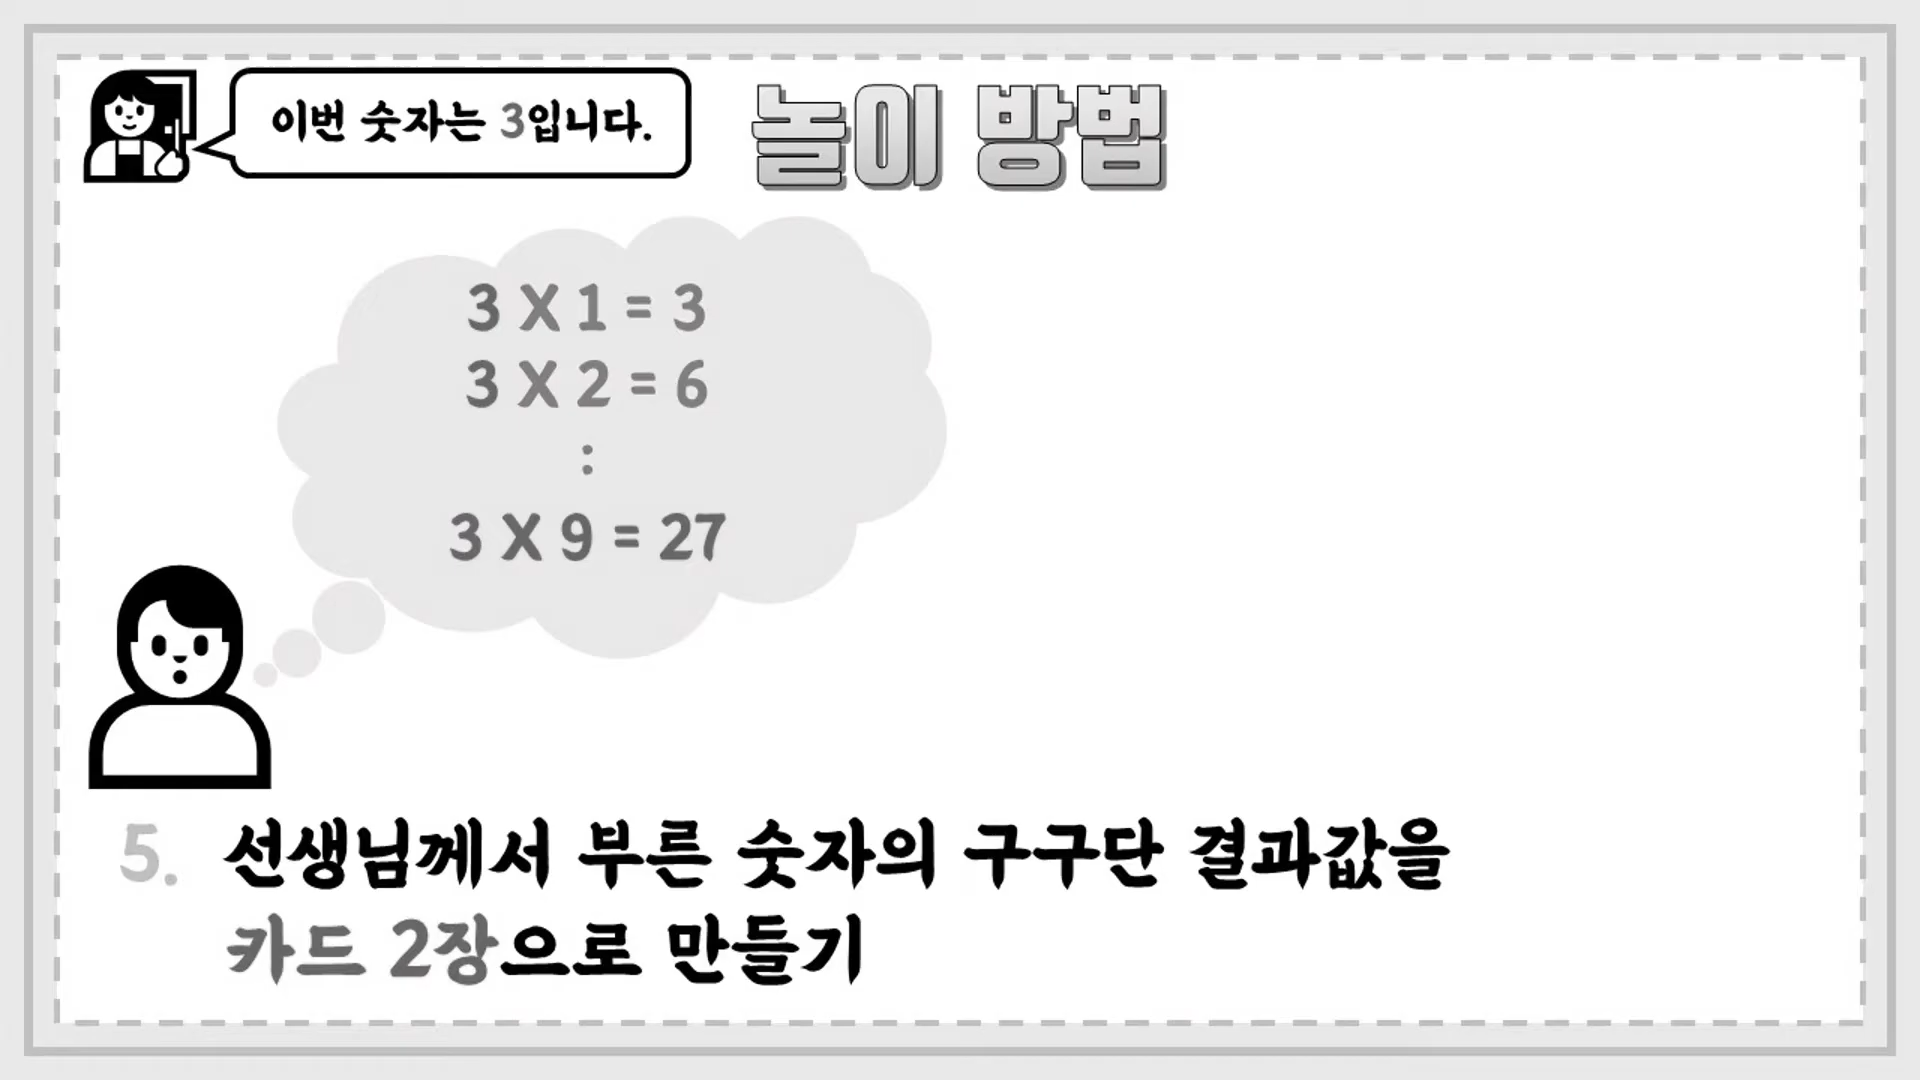 이번 숫자는 3입니다.
놀이 방법
3 X 1 = 3
3 X 2 = 6
:
3 X 9 = 27
5. 선생님께서 부른 숫자의 구구단 결과값을
카드 2장으로 만들기